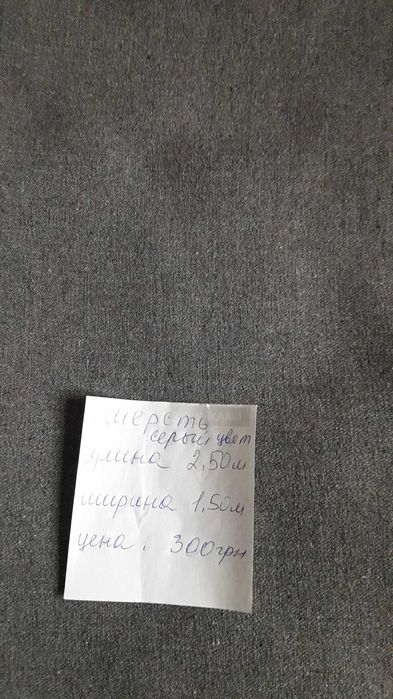 шерсть
серый цвет
длина 2,50м
ширина 1,50м
цена: 300грн